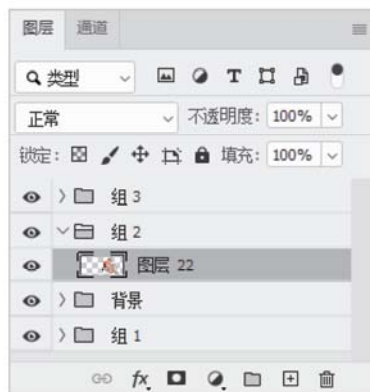 图层 通道
类型 T
正常 不透明度: 100%
锁定: 填充: 100%
组 3
组 2
图层 22
背景
组 1
fx